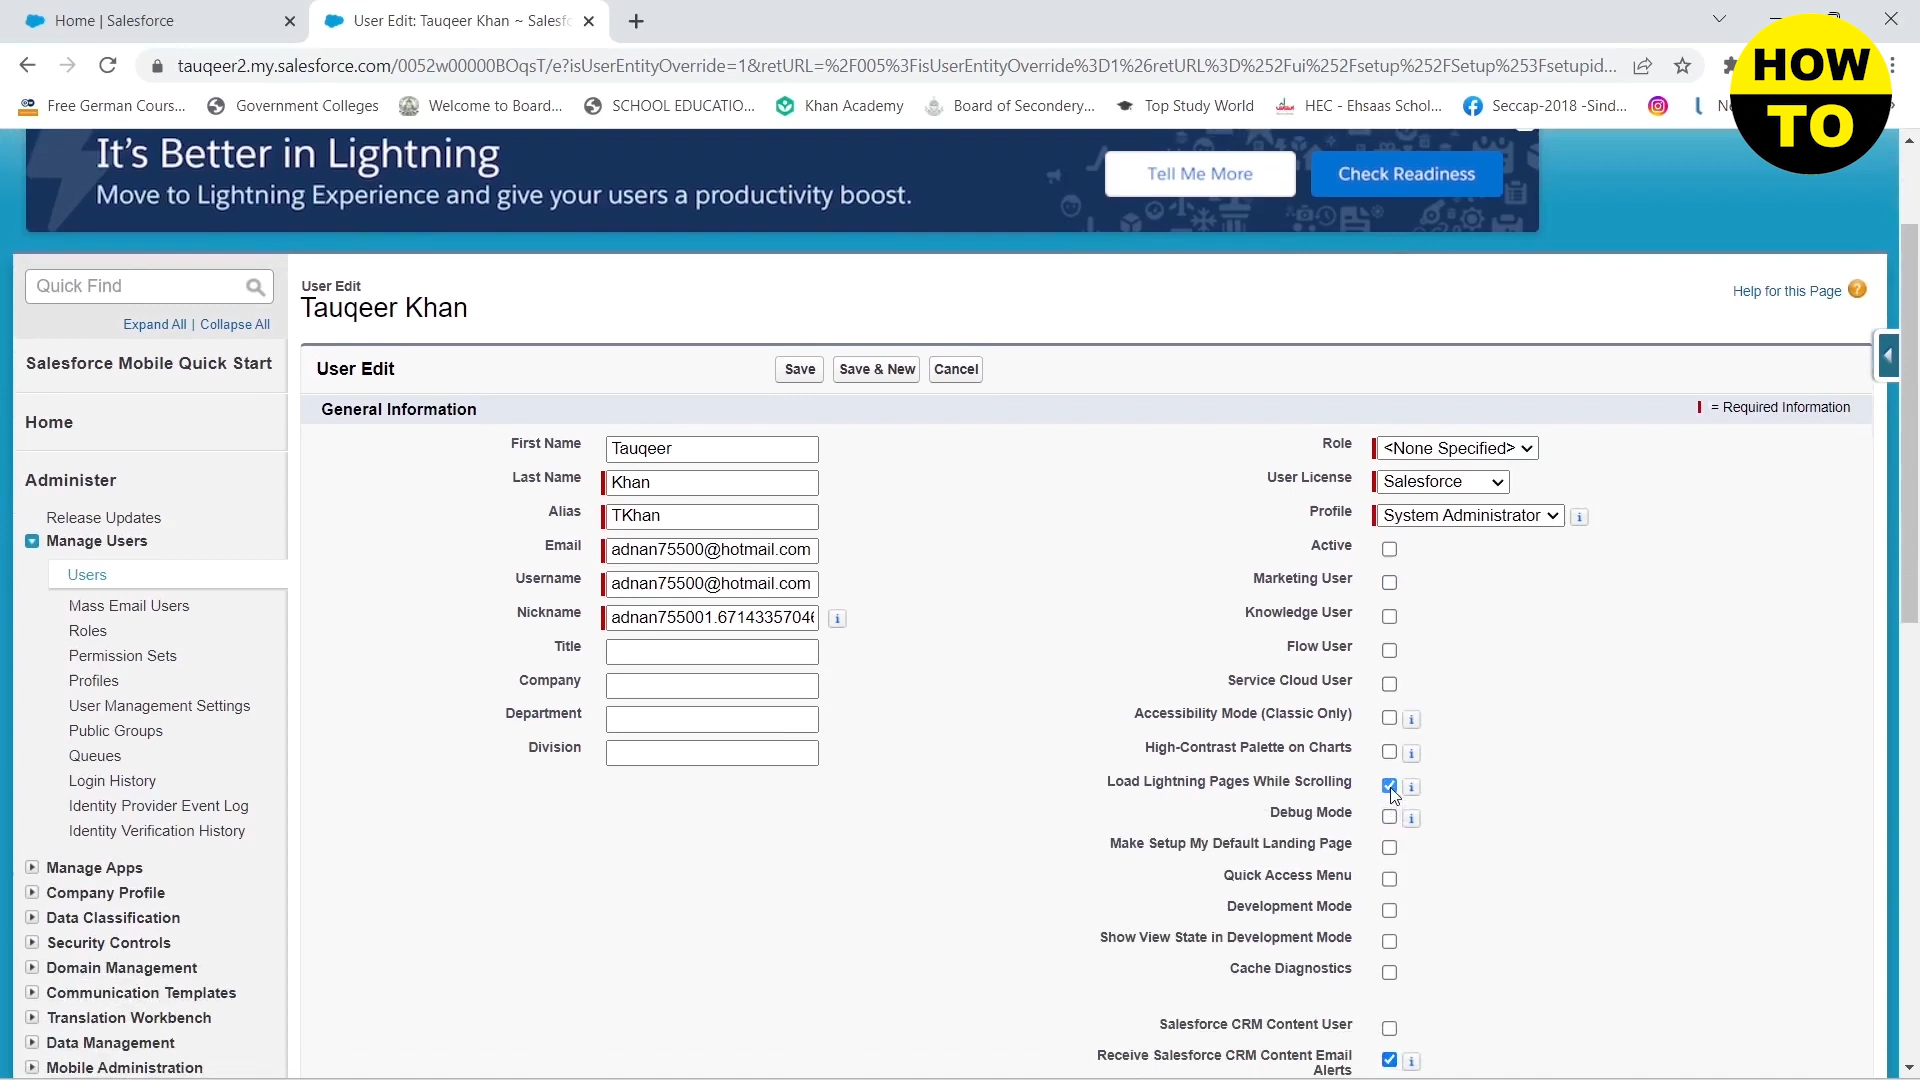 Home | Salesforce
User Edit: Tauqeer Khan ~ Salesf
HOW
TO
tauqeer2.my.salesforce.com/0052w00000BOqsT/e?isUserEntityOverride=1&retURL=%2F005%3FisUserEntityOverride%3D1%26retURL%3D%252Fui%252Fsetup%252FSetup%253Fsetupid...
Free German Cours...
Government Colleges
Welcome to Board...
SCHOOL EDUCATIO...
Khan Academy
Board of Secondery...
Top Study World
HEC - Ehsaas Schol...
Seccap-2018 -Sind...
It's Better in Lightning
Move to Lightning Experience and give your users a productivity boost.
Tell Me More
Check Readiness
Quick Find
Expand All | Collapse All
Salesforce Mobile Quick Start
Home
Administer
Release Updates
Manage Users
Users
Mass Email Users
Roles
Permission Sets
Profiles
User Management Settings
Public Groups
Queues
Login History
Identity Provider Event Log
Identity Verification History
Manage Apps
Company Profile
Data Classification
Security Controls
Domain Management
Communication Templates
Translation Workbench
Data Management
Mobile Administration
User Edit
Tauqeer Khan
Help for this Page
User Edit
Save
Save & New
Cancel
General Information
= Required Information
First Name Tauqeer
Last Name Khan
Alias TKhan
Email adnan75500@hotmail.com
Username adnan75500@hotmail.com
Nickname adnan755001.6714335704
Title
Company
Department
Division
Role <None Specified>
User License Salesforce
Profile System Administrator
Active
Marketing User
Knowledge User
Flow User
Service Cloud User
Accessibility Mode (Classic Only)
High-Contrast Palette on Charts
Load Lightning Pages While Scrolling
Debug Mode
Make Setup My Default Landing Page
Quick Access Menu
Development Mode
Show View State in Development Mode
Cache Diagnostics
Salesforce CRM Content User
Receive Salesforce CRM Content Email
Alerts